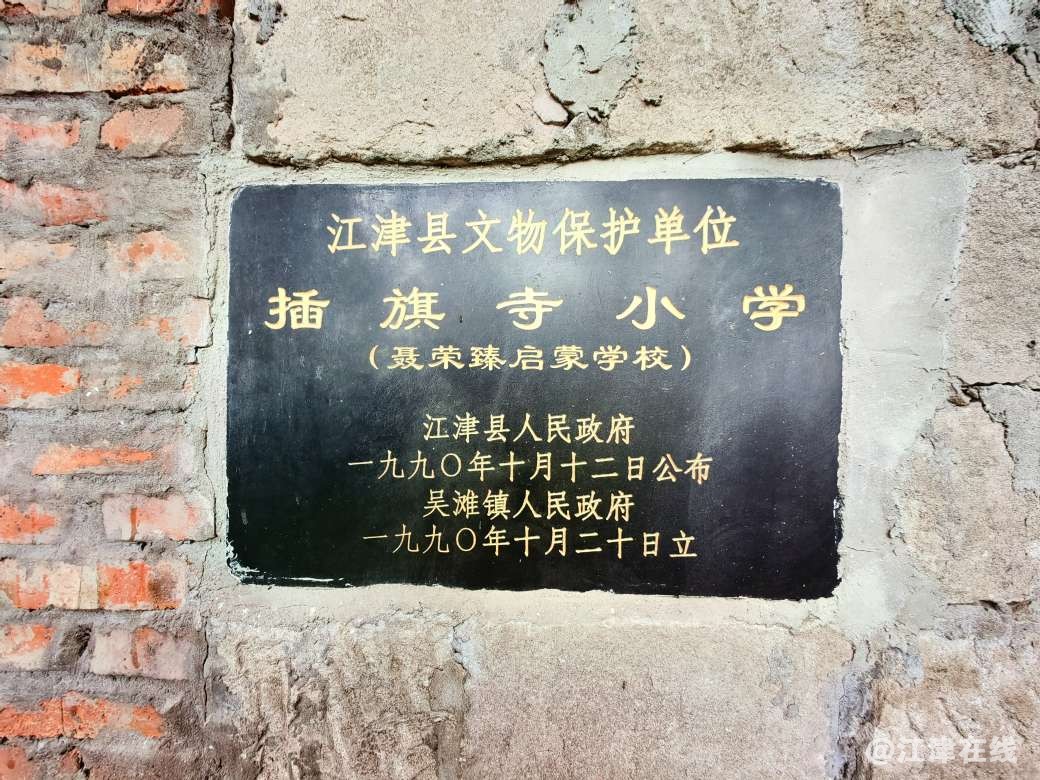 江津县文物保护单位
插旗寺小学
（聂荣臻启蒙学校）
江津县人民政府
一九九〇年十月十二日公布
吴滩镇人民政府
一九九〇年十月二十日立
@江津在线